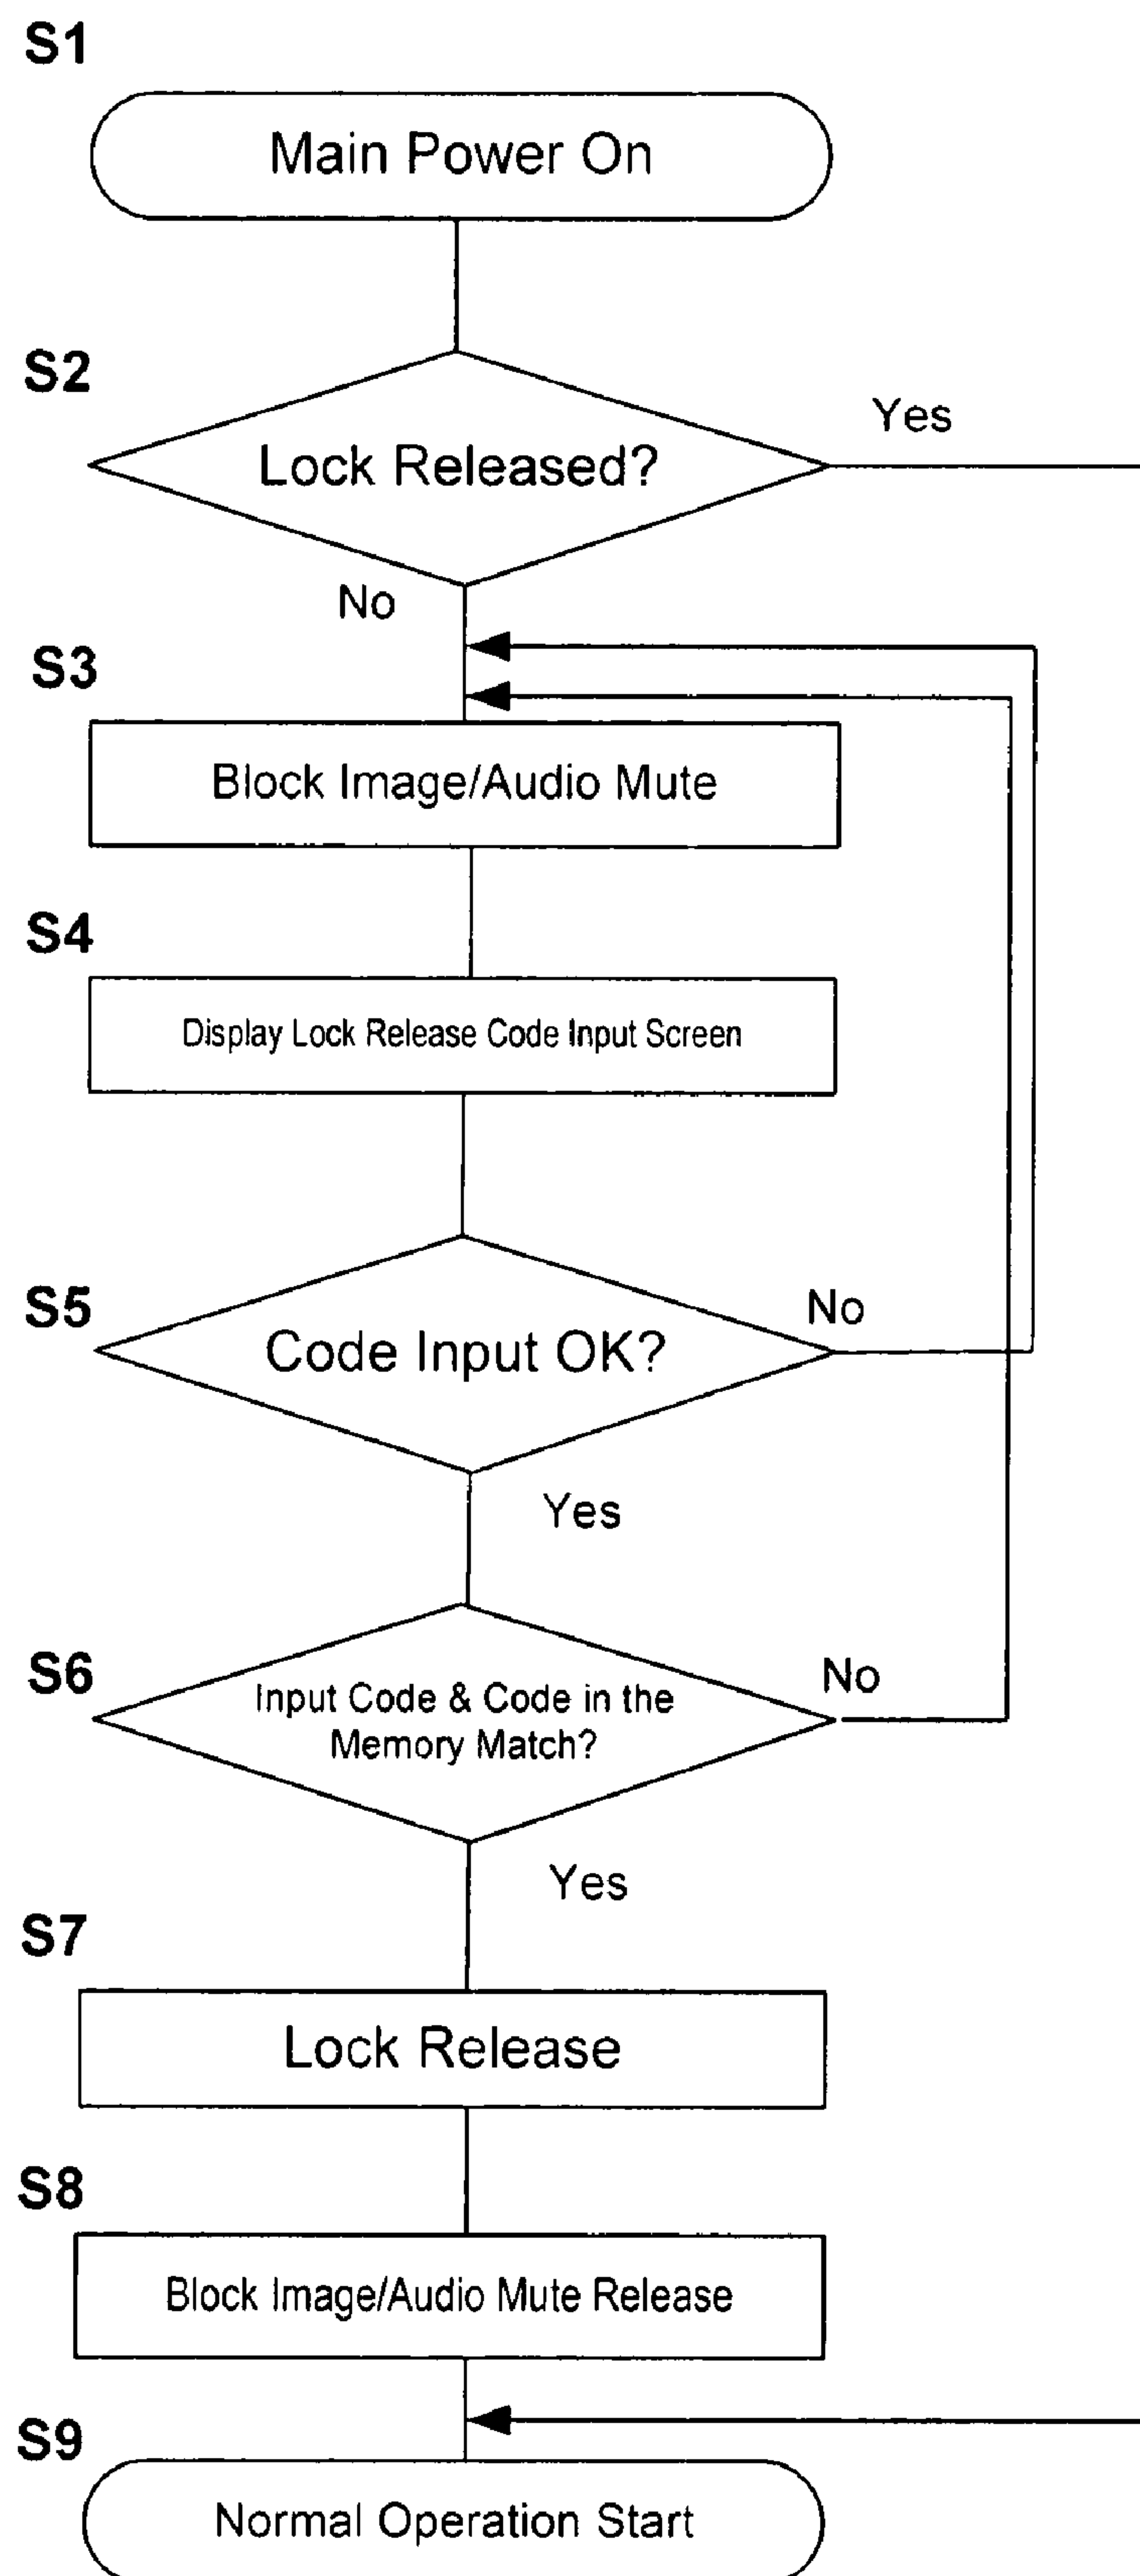 S1
Main Power On
S2
Yes
Lock Released?
No
S3
Block Image/Audio Mute
S4
Display Lock Release Code Input Screen
S5
No
Code Input OK?
Yes
S6
No
Input Code & Code in the
Memory Match?
Yes
S7
Lock Release
S8
Block Image/Audio Mute Release
S9
Normal Operation Start